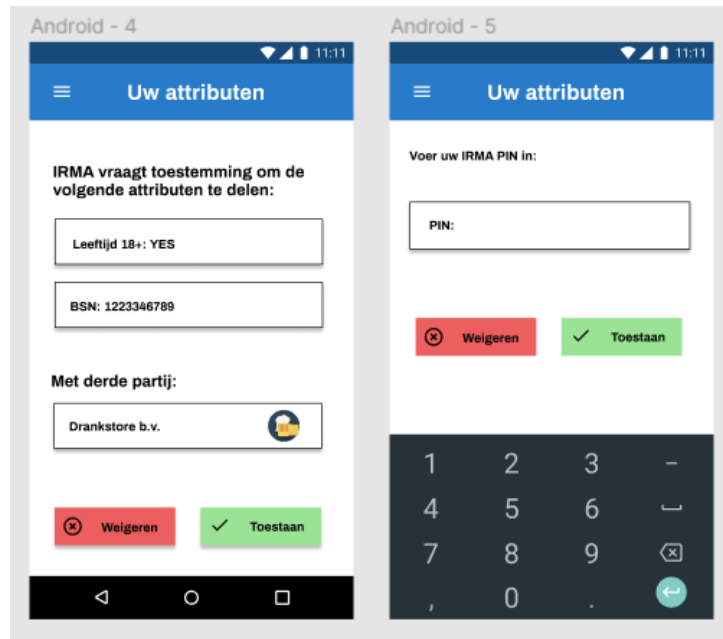 Android - 4
11:11
Uw attributen
IRMA vraagt toestemming om de
volgende attributen te delen:
Leeftijd 18+: YES
BSN: 1223346789
Met derde partij:
Drankstore b.v.
Weigeren
Toestaan
Android - 5
11:11
Uw attributen
Voer uw IRMA PIN in:
PIN:
Weigeren
Toestaan
1 2 3 –
4 5 6
7 8 9
, 0 .